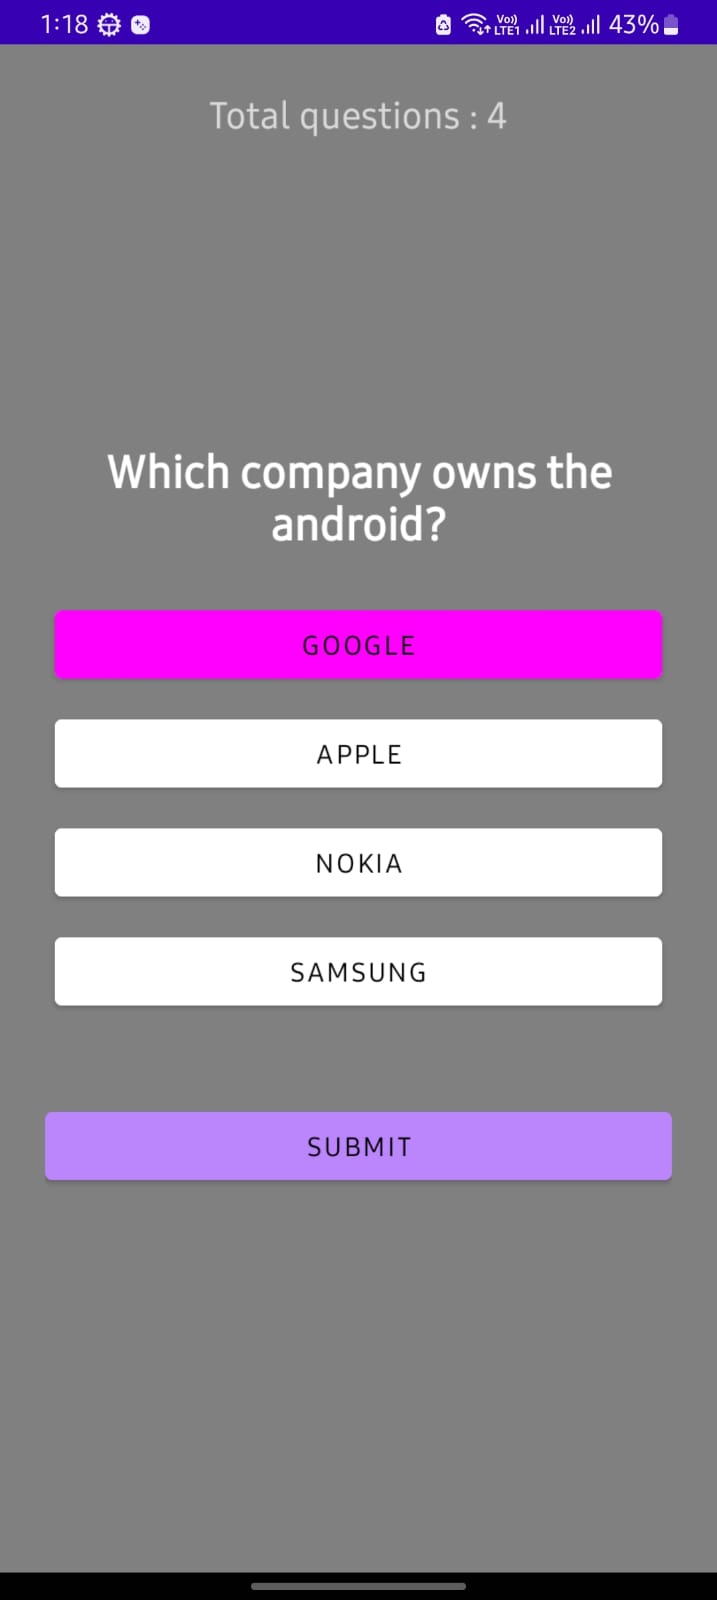 1:18 Vo)) LTE1 Vo)) LTE2 43%
Total questions : 4
Which company owns the
android?
GOOGLE
APPLE
NOKIA
SAMSUNG
SUBMIT